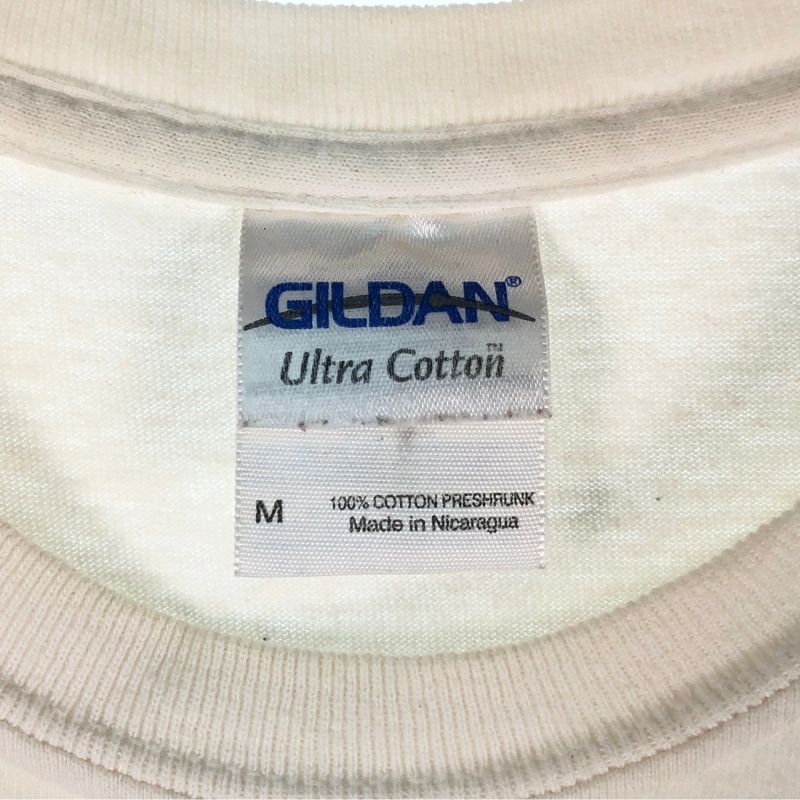 GILDAN®
Ultra Cotton™
M
100% COTTON PRESHRUNK
Made in Nicaragua